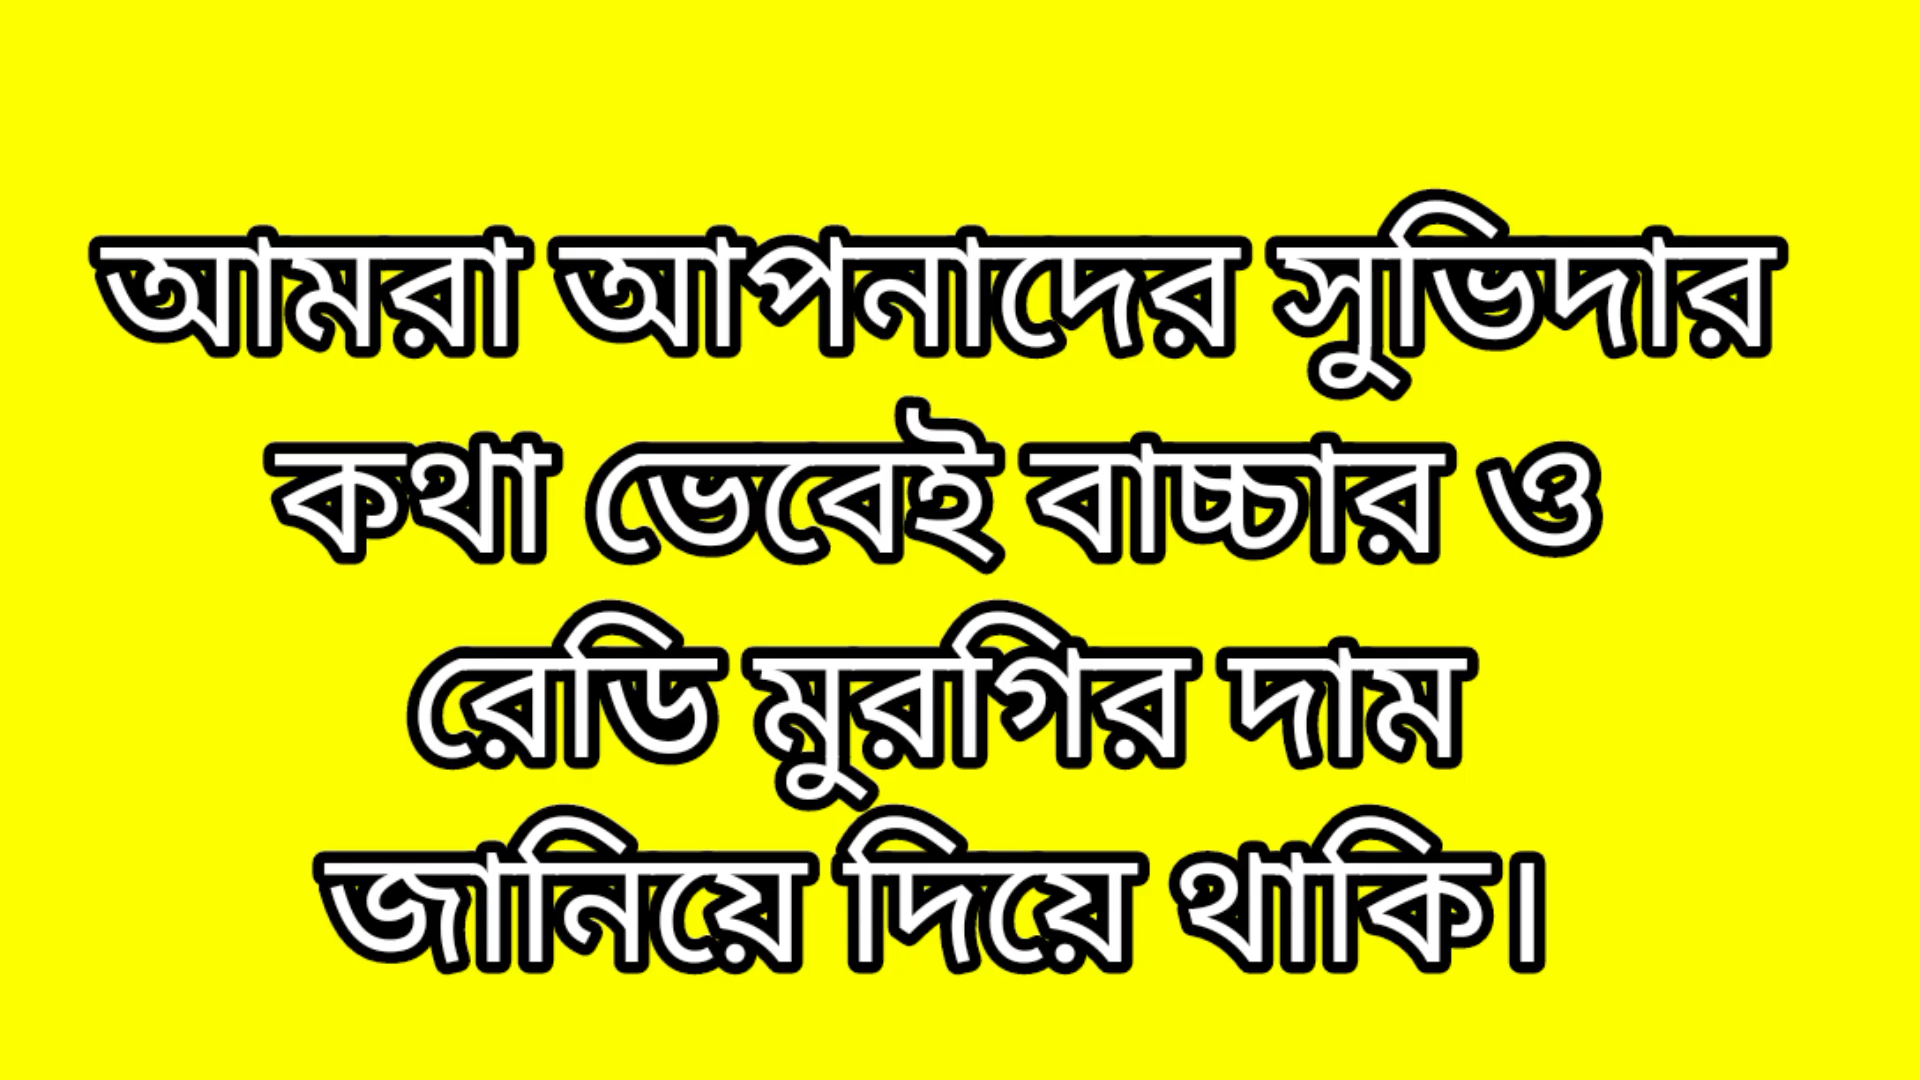 আমরা আপনাদের সুভিদার
কথা ভেবেই বাচ্চার ও
রেডি মুরগির দাম
জানিয়ে দিয়ে থাকি।